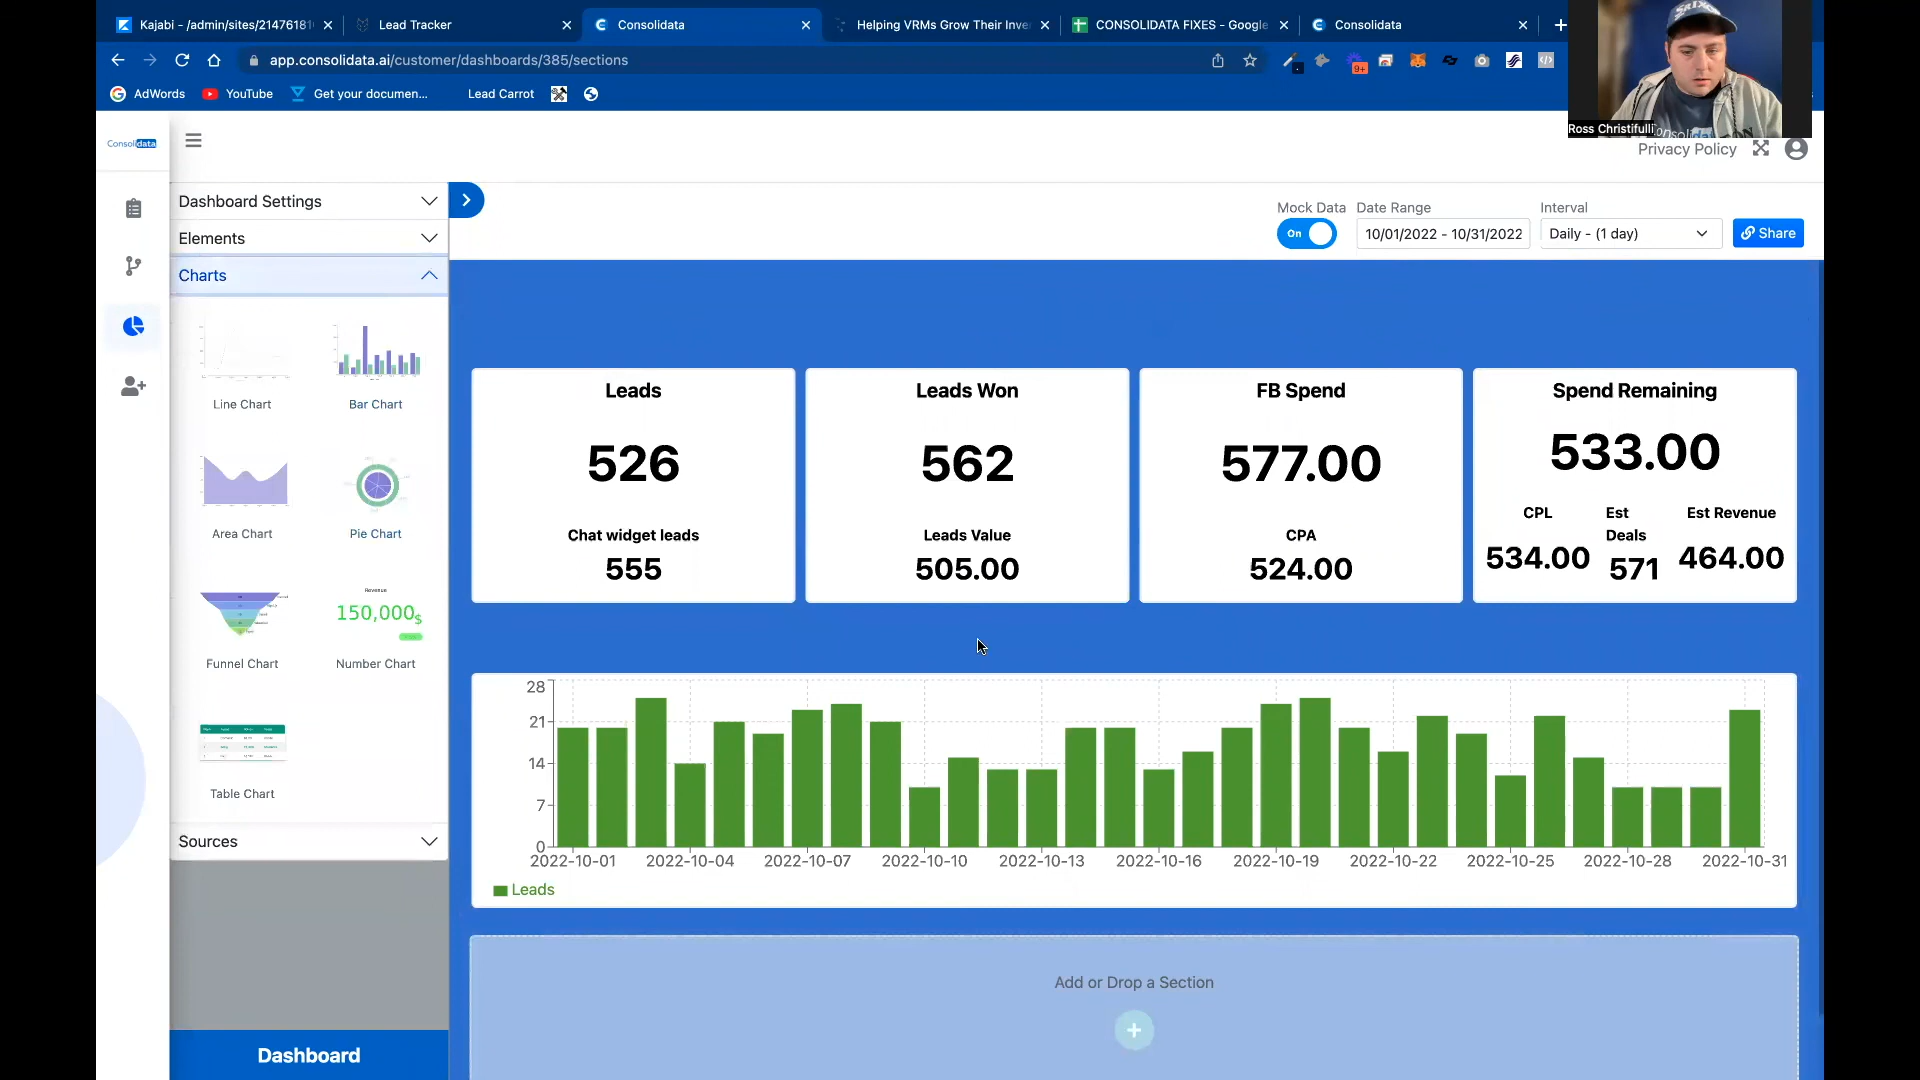 Kajabi - /admin/sites/21476181
Lead Tracker
Consolidata
Helping VRMs Grow Their Inve
CONSOLIDATA FIXES - Google
Consolidata
app.consolidata.ai/customer/dashboards/385/sections
9+
AdWords
YouTube
Get your documen...
Lead Carrot
Ross Christifulli
Consolidata
Privacy Policy
Dashboard Settings
Elements
Charts
Line Chart
Bar Chart
Area Chart
Pie Chart
Revenue
150,000$
Funnel Chart
Number Chart
Table Chart
Sources
Dashboard
Mock Data
Date Range
Interval
On
10/01/2022 - 10/31/2022
Daily - (1 day)
Share
Leads
526
Chat widget leads
555
Leads Won
562
Leads Value
505.00
FB Spend
577.00
CPA
524.00
Spend Remaining
533.00
CPL
534.00
Est
Deals
571
Est Revenue
464.00
28
21
14
7
0
2022-10-01
2022-10-04
2022-10-07
2022-10-10
2022-10-13
2022-10-16
2022-10-19
2022-10-22
2022-10-25
2022-10-28
2022-10-31
Leads
Add or Drop a Section